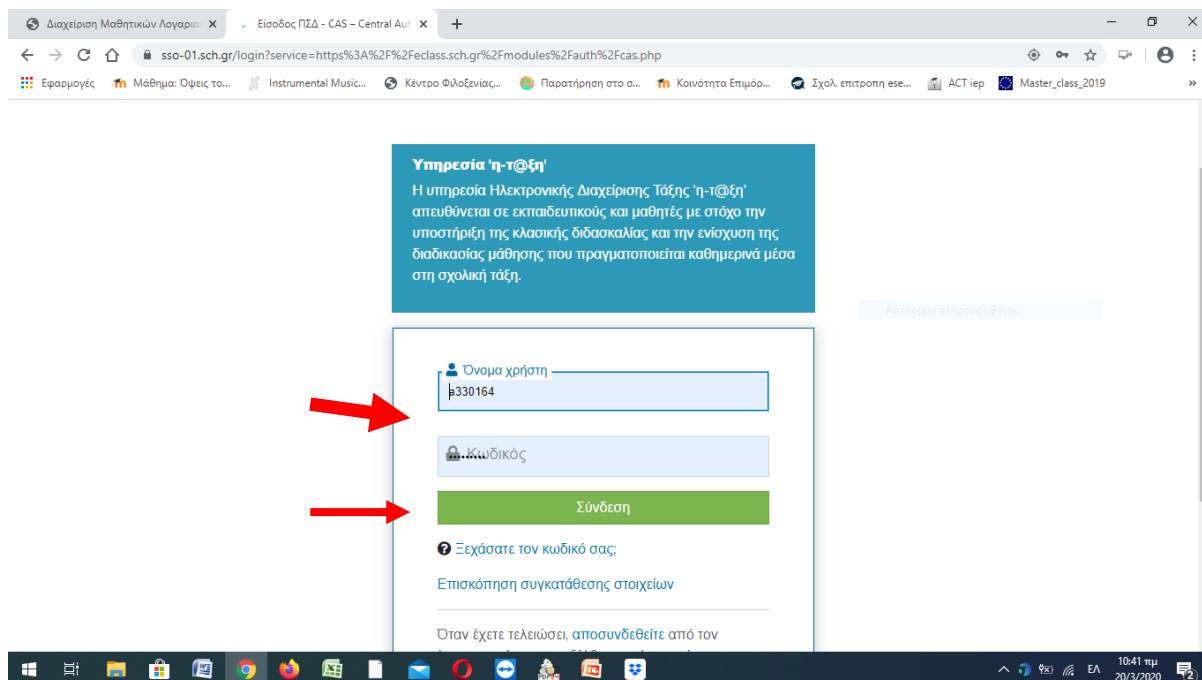 Διαχείριση Μαθητικών Λογαρια
Είσοδος ΠΣΔ - CAS – Central Aut
sso-01.sch.gr/login?service=https%3A%2F%2Feclass.sch.gr%2Fmodules%2Fauth%2Fcas.php
Εφαρμογές Μάθημα: Όψεις το... Instrumental Music... Κέντρο Φιλοξενίας... Παρατήρηση στο σ... Κοινότητα Επιμόρ... Σχολ. επιτροπη ese... ACT iep Master_class_2019 »
Υπηρεσία 'η-τ@ξη'
Η υπηρεσία Ηλεκτρονικής Διαχείρισης Τάξης 'η-τ@ξη'
απευθύνεται σε εκπαιδευτικούς και μαθητές με στόχο την
υποστήριξη της κλασικής διδασκαλίας και την ενίσχυση της
διαδικασίας μάθησης που πραγματοποιείται καθημερινά μέσα
στη σχολική τάξη.
Απόκομμα πλήρους οθόνης
Όνομα χρήστη
a330164
Κωδικός
Σύνδεση
Ξεχάσατε τον κωδικό σας;
Επισκόπηση συγκατάθεσης στοιχείων
Όταν έχετε τελειώσει, αποσυνδεθείτε από τον
ΕΛ
10:41 πμ
20/3/2020
2